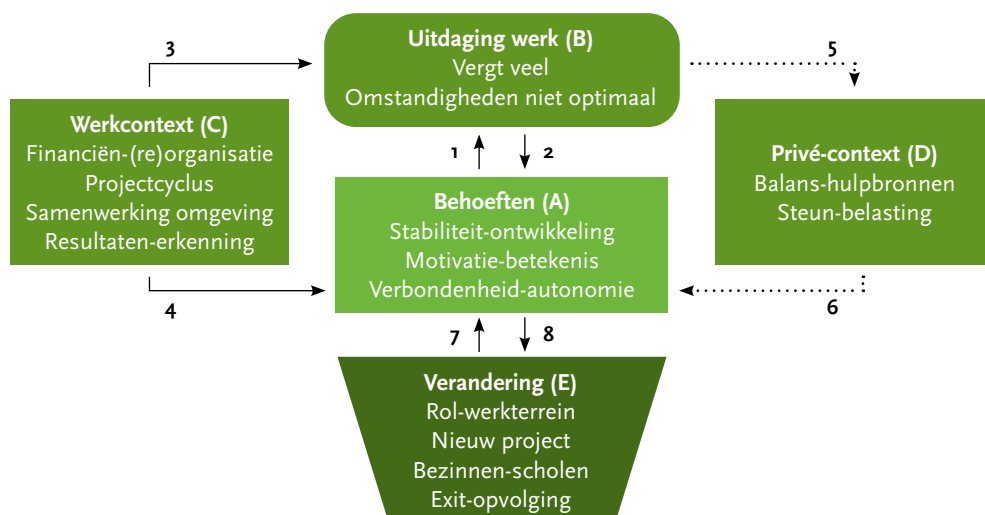 3
Uitdaging werk (B)
Vergt veel
Omstandigheden niet optimaal
5
Werkcontext (C)
Financiën-(re)organisatie
Projectcyclus
Samenwerking omgeving
Resultaten-erkenning
1
2
Privé-context (D)
Balans-hulpbronnen
Steun-belasting
Behoeften (A)
Stabiliteit-ontwikkeling
Motivatie-betekenis
Verbondenheid-autonomie
4
6
7
8
Verandering (E)
Rol-werkterrein
Nieuw project
Bezinnen-scholen
Exit-opvolging